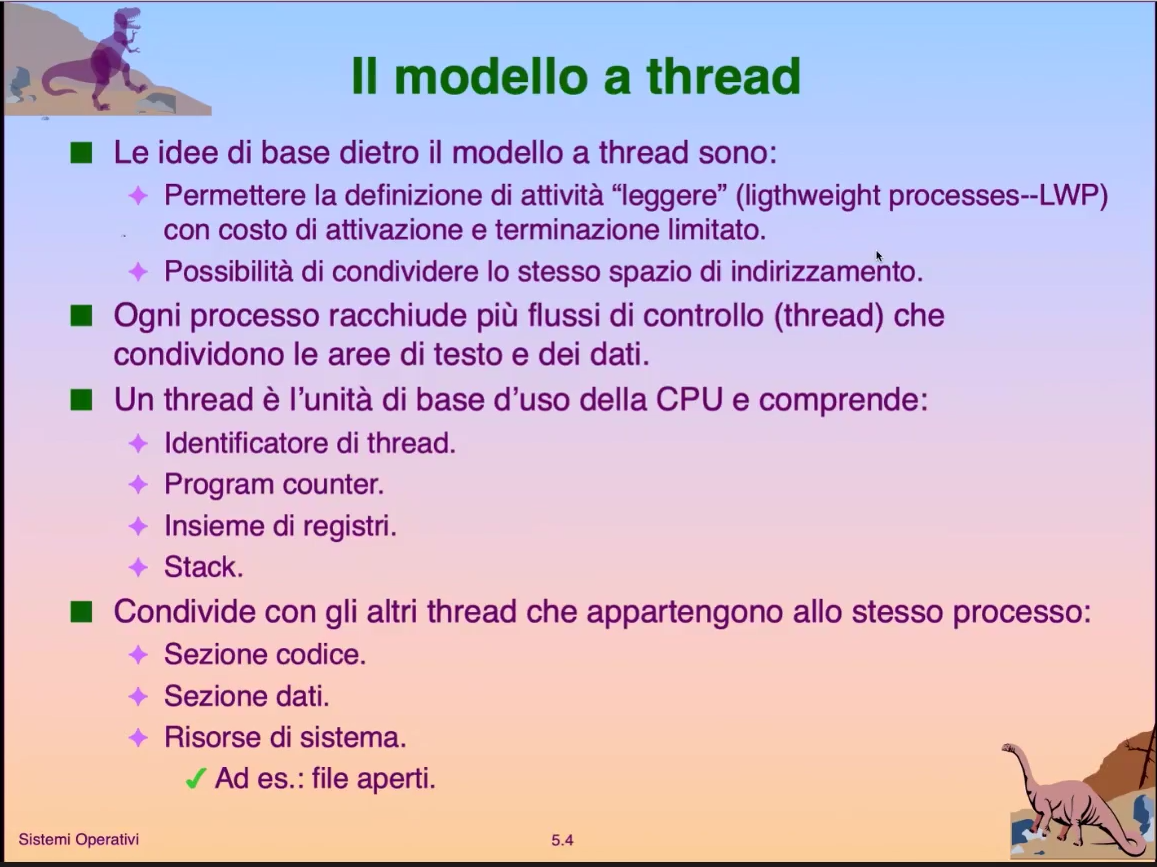 Il modello a thread
Le idee di base dietro il modello a thread sono:
Permettere la definizione di attività “leggere” (ligthweight processes--LWP)
con costo di attivazione e terminazione limitato.
Possibilità di condividere lo stesso spazio di indirizzamento.
Ogni processo racchiude più flussi di controllo (thread) che
condividono le aree di testo e dei dati.
Un thread è l’unità di base d’uso della CPU e comprende:
Identificatore di thread.
Program counter.
Insieme di registri.
Stack.
Condivide con gli altri thread che appartengono allo stesso processo:
Sezione codice.
Sezione dati.
Risorse di sistema.
Ad es.: file aperti.
Sistemi Operativi
5.4